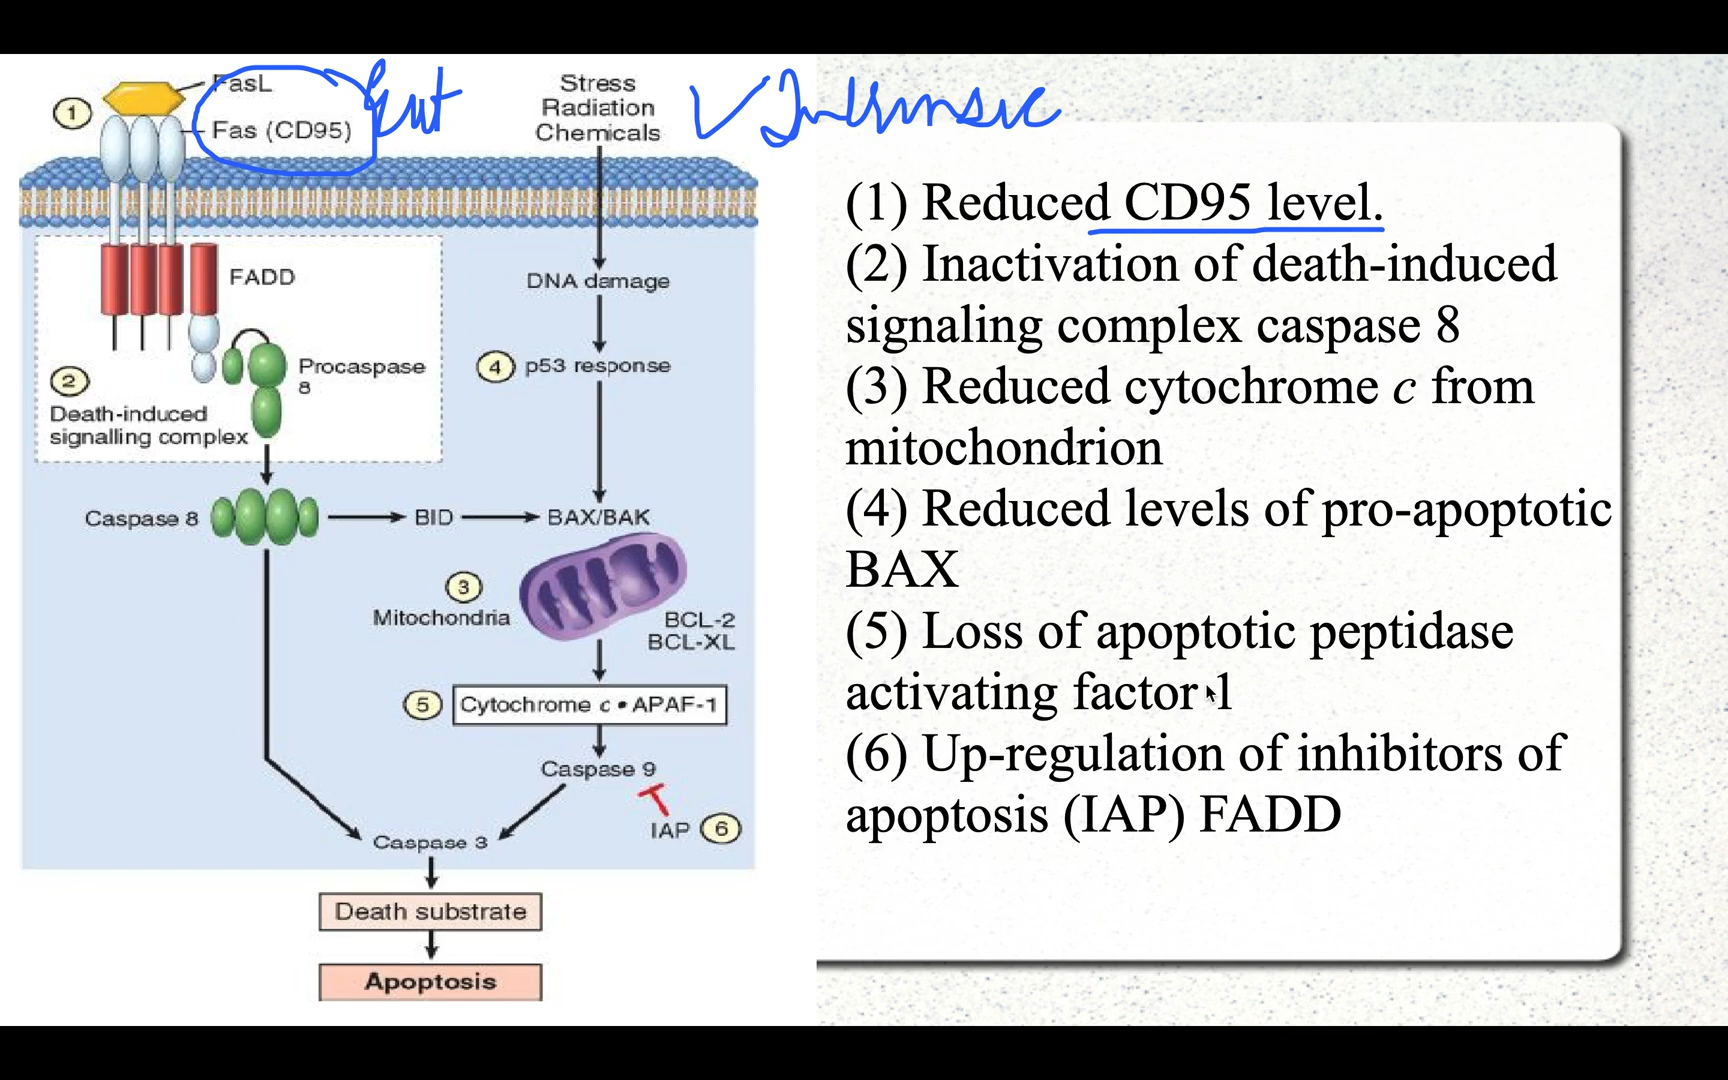 FasL
Fas (CD95)
Ext
1
Stress
Radiation
Chemicals
Intrinsic
FADD
DNA damage
Procaspase
8
2
Death-induced
signalling complex
4 p53 response
Caspase 8
BID
BAX/BAK
3
Mitochondria
BCL-2
BCL-XL
5 Cytochrome c • APAF-1
Caspase 9
IAP 6
Caspase 3
Death substrate
Apoptosis
(1) Reduced CD95 level.
(2) Inactivation of death-induced
signaling complex caspase 8
(3) Reduced cytochrome c from
mitochondrion
(4) Reduced levels of pro-apoptotic
BAX
(5) Loss of apoptotic peptidase
activating factor 1
(6) Up-regulation of inhibitors of
apoptosis (IAP) FADD